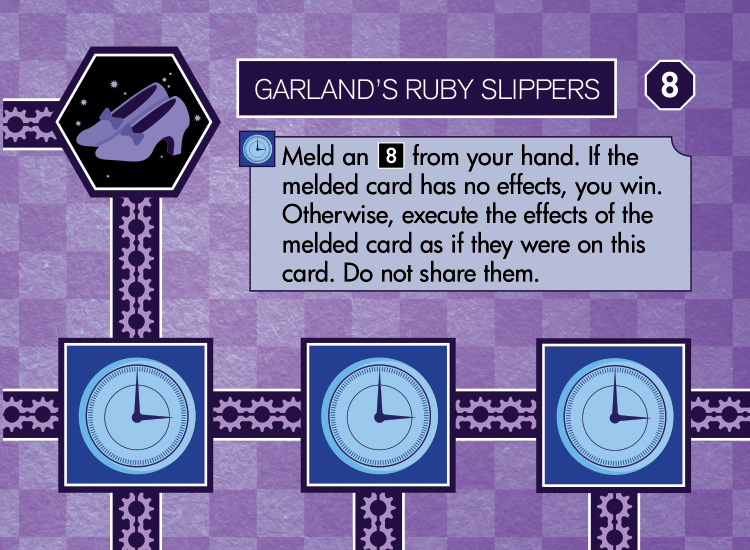 GARLAND'S RUBY SLIPPERS
8
Meld an 8 from your hand. If the
melded card has no effects, you win.
Otherwise, execute the effects of the
melded card as if they were on this
card. Do not share them.